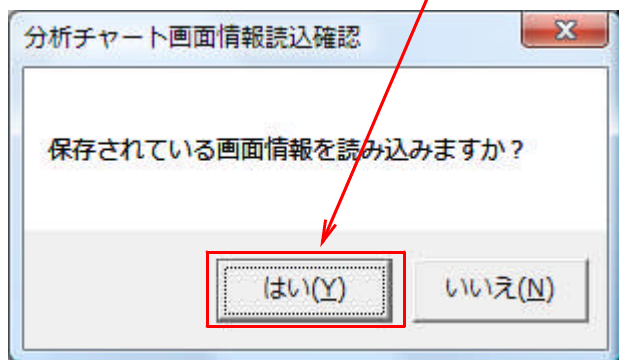 分析チャート画面情報読込確認
保存されている画面情報を読み込みますか？
はい(Y)
いいえ(N)